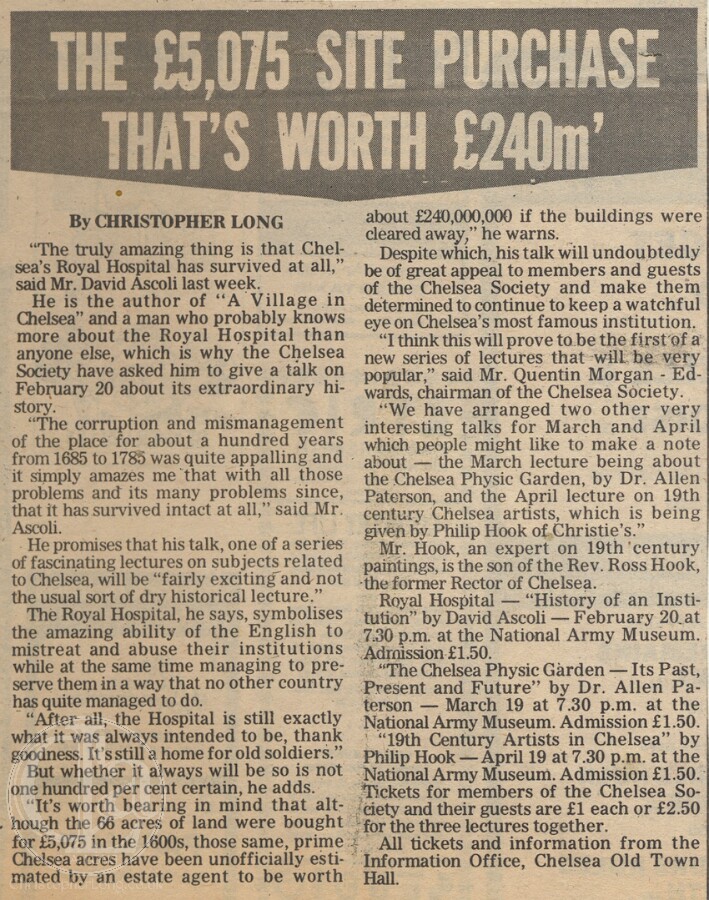 THE £5,075 SITE PURCHASE
THAT'S WORTH £240m'
By CHRISTOPHER LONG
"The truly amazing thing is that Chel-
sea's Royal Hospital has survived at all,"
said Mr. David Ascoli last week.
He is the author of "A Village in
Chelsea" and a man who probably knows
more about the Royal Hospital than
anyone else, which is why the Chelsea
Society have asked him to give a talk on
February 20 about its extraordinary hi-
story.
"The corruption and mismanagement
of the place for about a hundred years
from 1685 to 1785 was quite appalling and
it simply amazes me that with all those
problems and its many problems since,
that it has survived intact at all," said Mr.
Ascoli.
He promises that his talk, one of a series
of fascinating lectures on subjects related
to Chelsea, will be "fairly exciting and not
the usual sort of dry historical lecture."
The Royal Hospital, he says, symbolises
the amazing ability of the English to
mistreat and abuse their institutions
while at the same time managing to pre-
serve them in a way that no other country
has quite managed to do.
"After all, the Hospital is still exactly
what it was always intended to be, thank
goodness. It's still a home for old soldiers."
But whether it always will be so is not
one hundred per cent certain, he adds.
"It's worth bearing in mind that alt-
hough the 66 acres of land were bought
for £5,075 in the 1600s, those same, prime
Chelsea acres have been unofficially esti-
mated by an estate agent to be worth
about £240,000,000 if the buildings were
cleared away," he warns.
Despite which, his talk will undoubtedly
be of great appeal to members and guests
of the Chelsea Society and make them
determined to continue to keep a watchful
eye on Chelsea's most famous institution.
"I think this will prove to be the first of a
new series of lectures that will be very
popular," said Mr. Quentin Morgan - Ed-
wards, chairman of the Chelsea Society.
"We have arranged two other very
interesting talks for March and April
which people might like to make a note
about — the March lecture being about
the Chelsea Physic Garden, by Dr. Allen
Paterson, and the April lecture on 19th
century Chelsea artists, which is being
given by Philip Hook of Christie's."
Mr. Hook, an expert on 19th century
paintings, is the son of the Rev. Ross Hook,
the former Rector of Chelsea.
Royal Hospital — "History of an Insti-
tution" by David Ascoli — February 20 at
7.30 p.m. at the National Army Museum.
Admission £1.50.
"The Chelsea Physic Garden — Its Past,
Present and Future" by Dr. Allen Pa-
terson — March 19 at 7.30 p.m. at the
National Army Museum. Admission £1.50.
"19th Century Artists in Chelsea" by
Philip Hook — April 19 at 7.30 p.m. at the
National Army Museum. Admission £1.50.
Tickets for members of the Chelsea So-
ciety and their guests are £1 each or £2.50
for the three lectures together.
All tickets and information from the
Information Office, Chelsea Old Town
Hall.